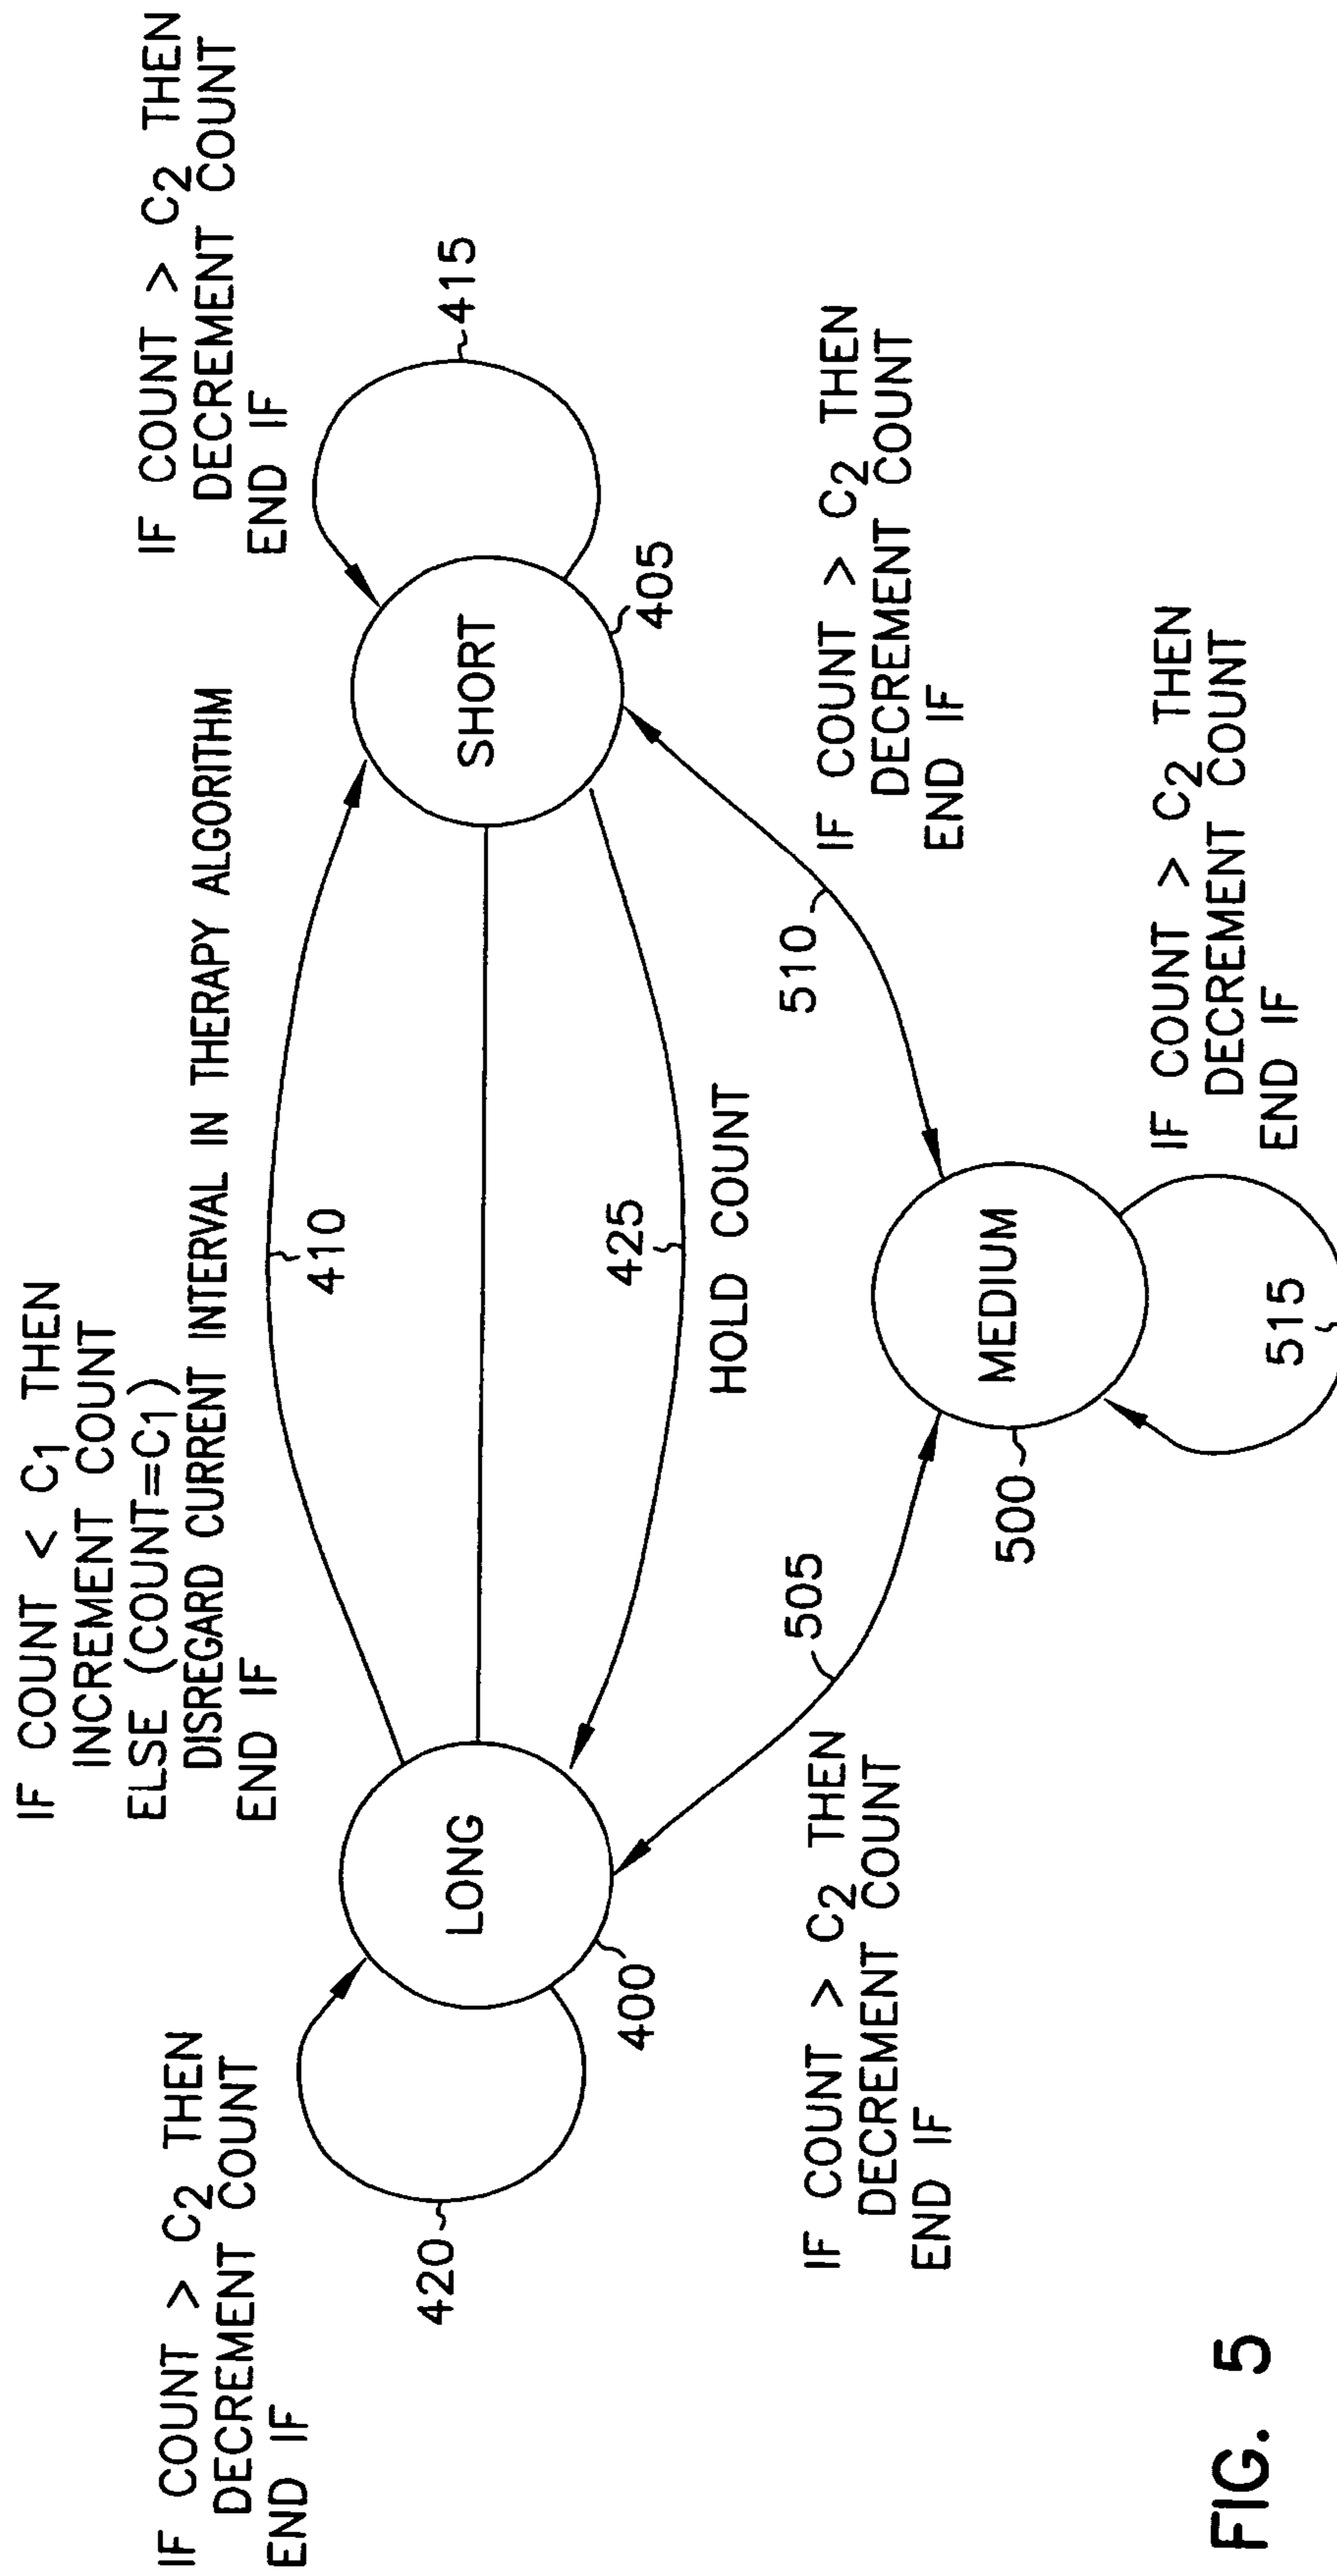 IF COUNT < C1 THEN
INCREMENT COUNT
ELSE (COUNT=C1)
DISREGARD CURRENT INTERVAL IN THERAPY ALGORITHM
END IF
410
IF COUNT > C2 THEN
DECREMENT COUNT
END IF
420
LONG
400
IF COUNT > C2 THEN
DECREMENT COUNT
END IF
415
SHORT
405
425
HOLD COUNT
IF COUNT > C2 THEN
DECREMENT COUNT
END IF
505
510
IF COUNT > C2 THEN
DECREMENT COUNT
END IF
MEDIUM
500
515
IF COUNT > C2 THEN
DECREMENT COUNT
END IF
FIG. 5